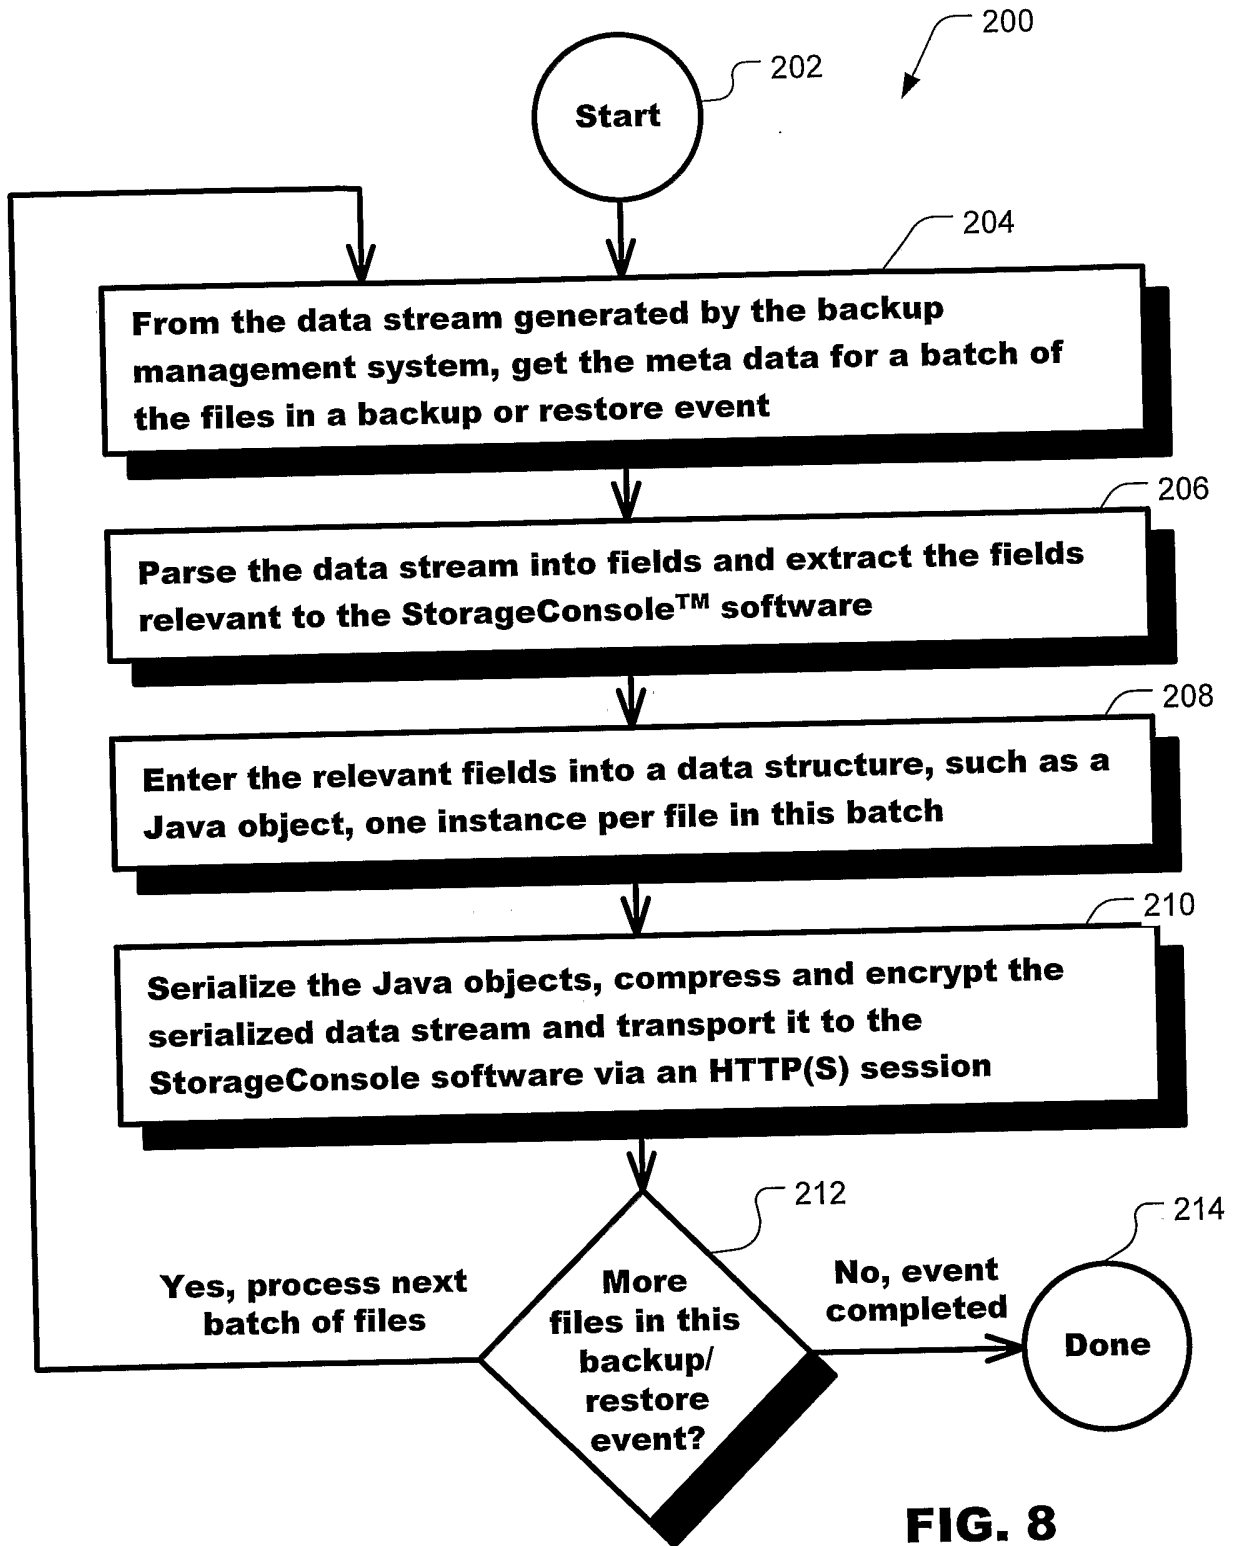 200
202
Start
204
From the data stream generated by the backup
management system, get the meta data for a batch of
the files in a backup or restore event
206
Parse the data stream into fields and extract the fields
relevant to the StorageConsole™ software
208
Enter the relevant fields into a data structure, such as a
Java object, one instance per file in this batch
210
Serialize the Java objects, compress and encrypt the
serialized data stream and transport it to the
StorageConsole software via an HTTP(S) session
212
214
Yes, process next
batch of files
More
files in this
backup/
restore
event?
No, event
completed
Done
FIG. 8